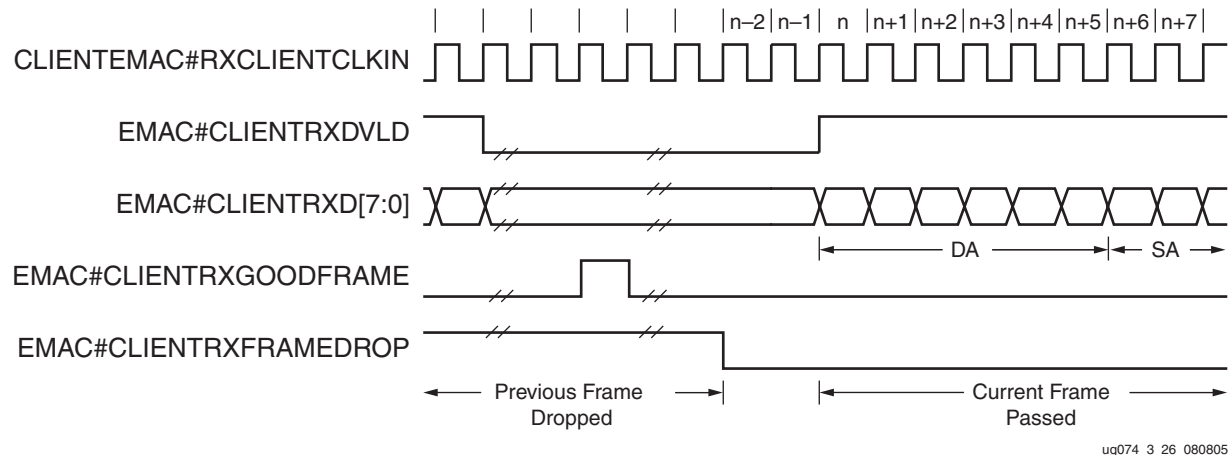 n–2 n–1 n n+1 n+2 n+3 n+4 n+5 n+6 n+7
CLIENTEMAC#RXCLIENTCLKIN
EMAC#CLIENTRXDVLD
EMAC#CLIENTRXD[7:0]
DA SA
EMAC#CLIENTRXGOODFRAME
EMAC#CLIENTRXFRAMEDROP
Previous Frame
Dropped
Current Frame
Passed
ug074_3_26_080805